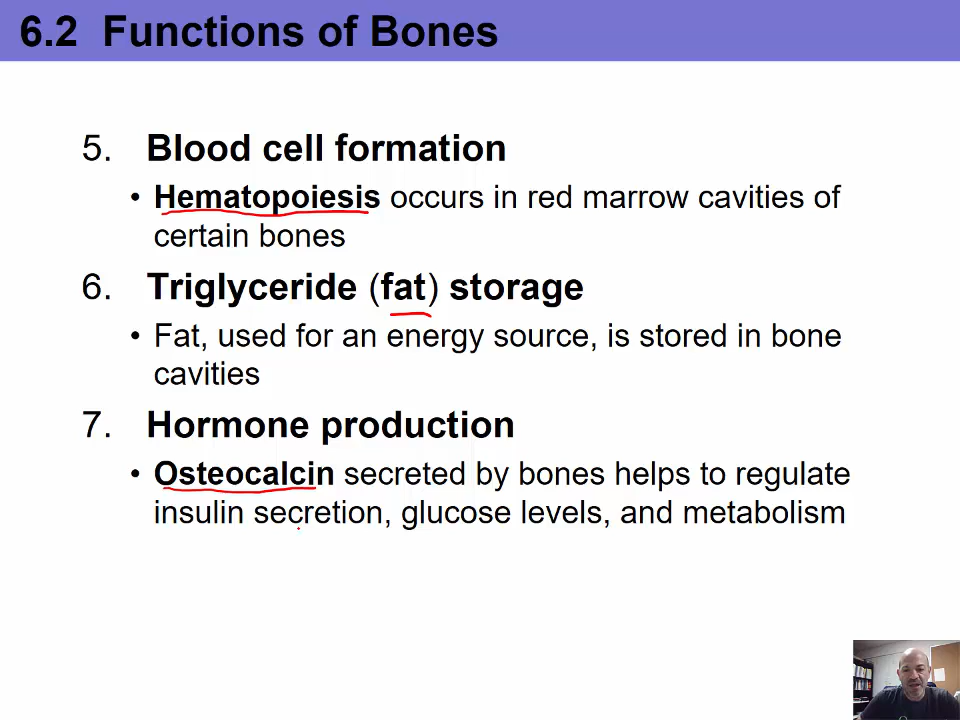 6.2 Functions of Bones
5. Blood cell formation
• Hematopoiesis occurs in red marrow cavities of
certain bones
6. Triglyceride (fat) storage
• Fat, used for an energy source, is stored in bone
cavities
7. Hormone production
• Osteocalcin secreted by bones helps to regulate
insulin secretion, glucose levels, and metabolism